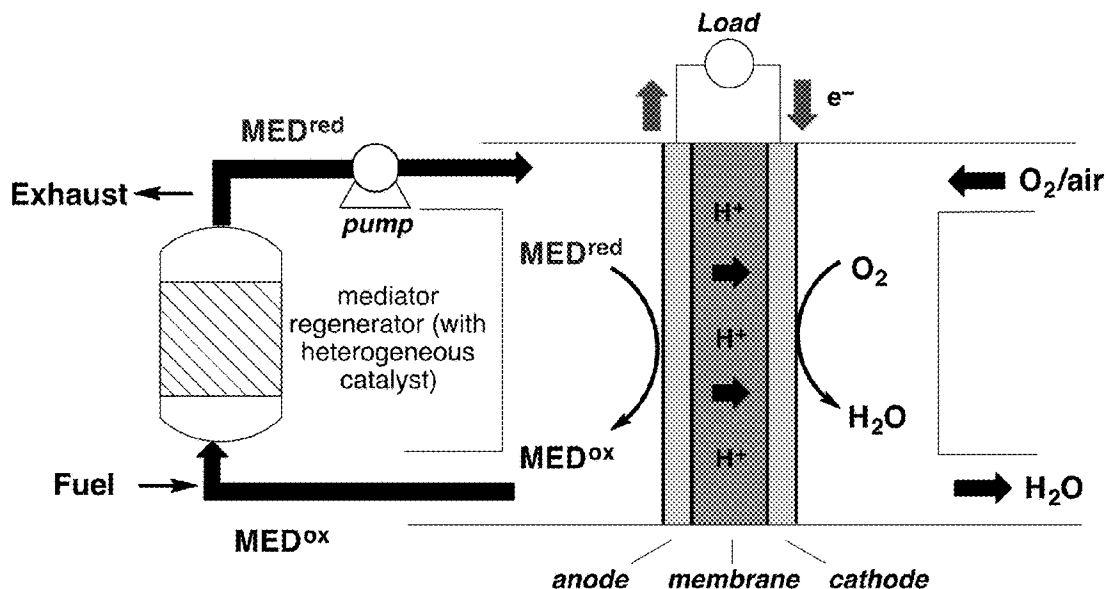 Load
e⁻
MEDʳᵉᵈ
Exhaust
pump
O₂/air
H⁺
MEDʳᵉᵈ
O₂
mediator
regenerator (with
heterogeneous
catalyst)
H⁺
H₂O
MEDᵒˣ
H⁺
Fuel
H₂O
MEDᵒˣ
anode membrane cathode